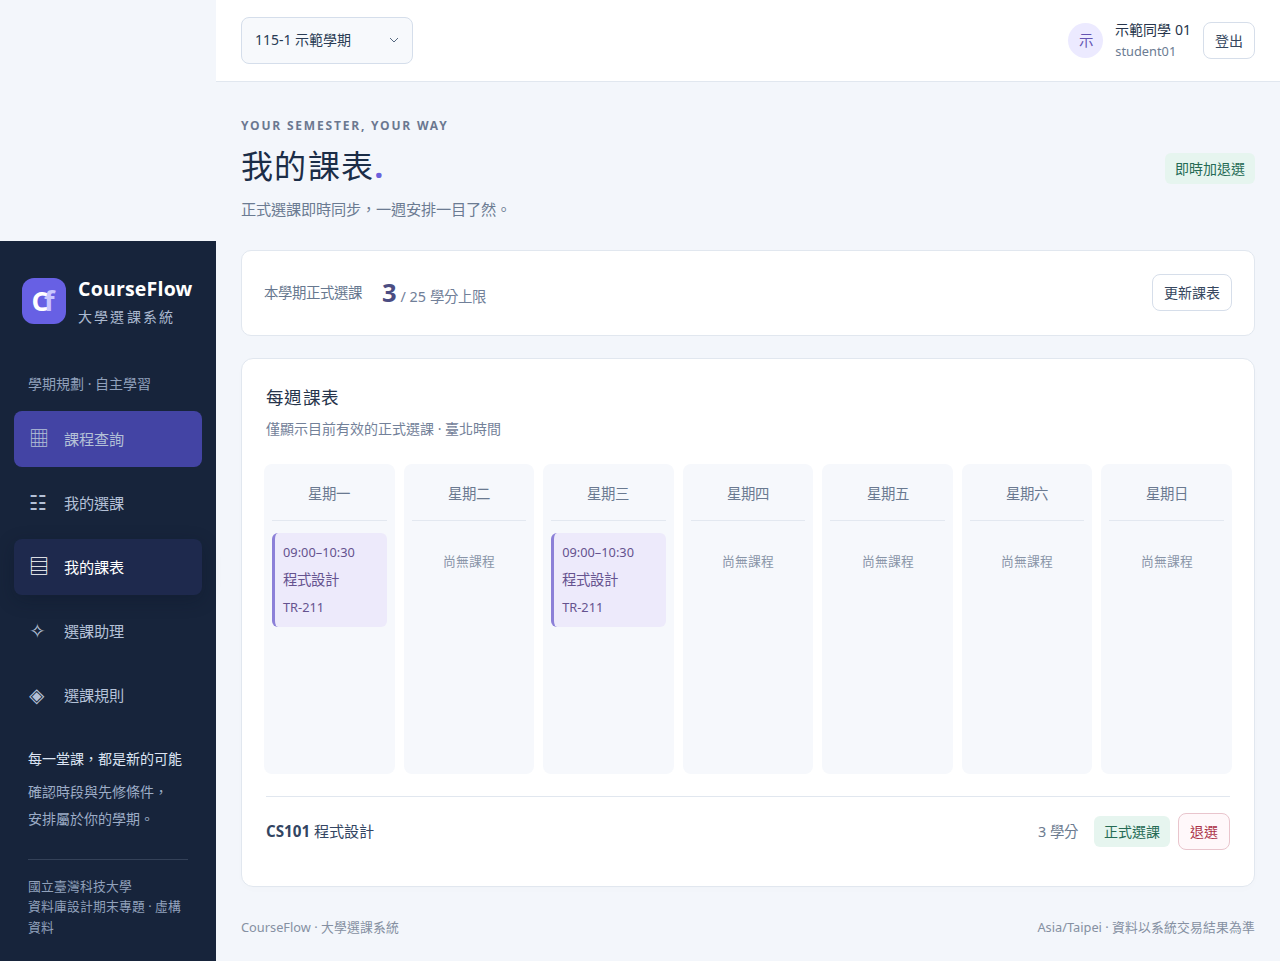 115-1 示範學期
示
示範同學 01
student01
登出
YOUR SEMESTER, YOUR WAY
我的課表.
正式選課即時同步，一週安排一目了然。
即時加退選
Cf
CourseFlow
大學選課系統
學期規劃 · 自主學習
課程查詢
我的選課
我的課表
選課助理
選課規則
每一堂課，都是新的可能
確認時段與先修條件，
安排屬於你的學期。
國立臺灣科技大學
資料庫設計期末專題 · 虛構
資料
本學期正式選課 3 / 25 學分上限
更新課表
每週課表
僅顯示目前有效的正式選課 · 臺北時間
星期一
09:00–10:30
程式設計
TR-211
星期二
尚無課程
星期三
09:00–10:30
程式設計
TR-211
星期四
尚無課程
星期五
尚無課程
星期六
尚無課程
星期日
尚無課程
CS101 程式設計
3 學分
正式選課
退選
CourseFlow · 大學選課系統
Asia/Taipei · 資料以系統交易結果為準